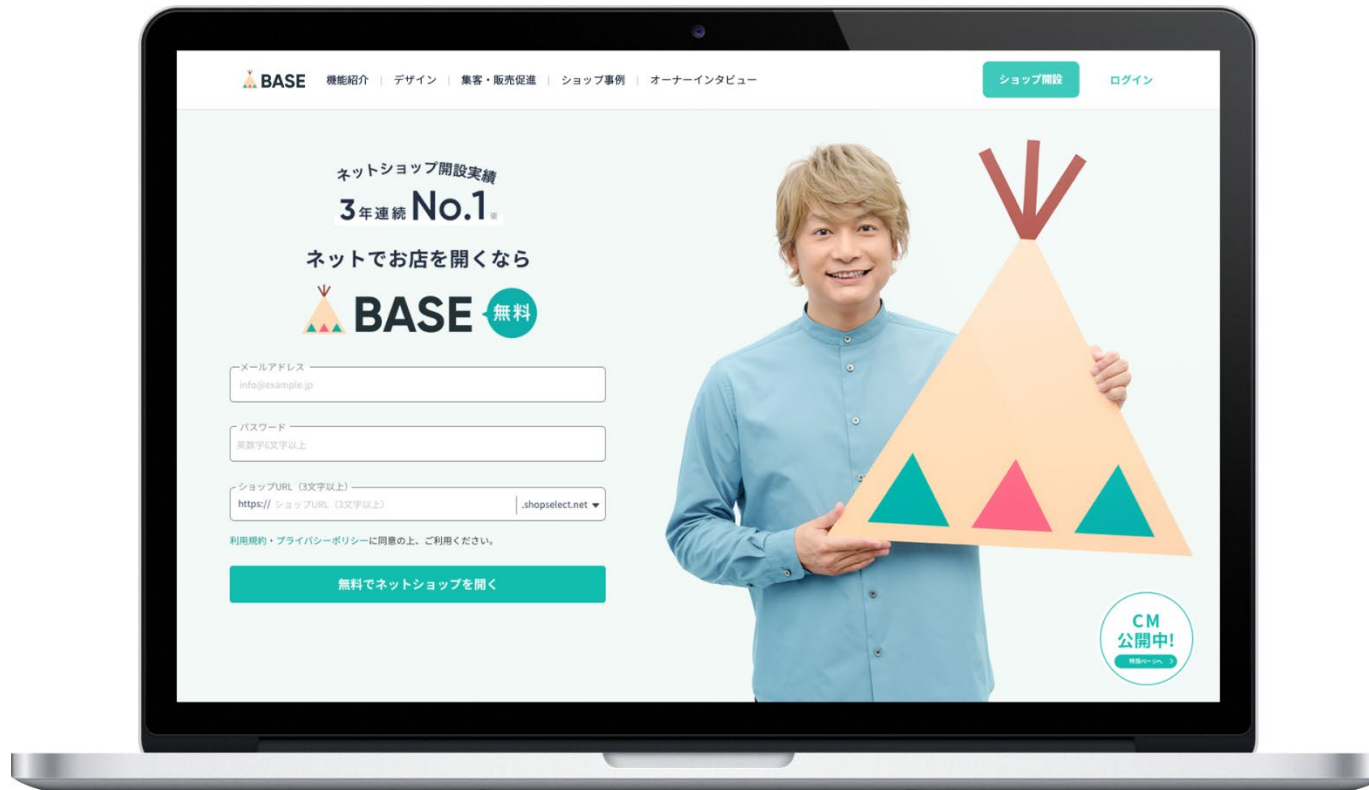 BASE 機能紹介 デザイン 集客・販売促進 ショップ事例 オーナーインタビュー ショップ開設 ログイン
ネットショップ開設実績
3年連続 No.1※
ネットでお店を開くなら
BASE 無料
メールアドレス
info@example.jp
パスワード
英数字6文字以上
ショップURL（3文字以上）
https:// ショップURL（3文字以上） .shopselect.net
利用規約・プライバシーポリシーに同意の上、ご利用ください。
無料でネットショップを開く
CM
公開中!
特設ページへ